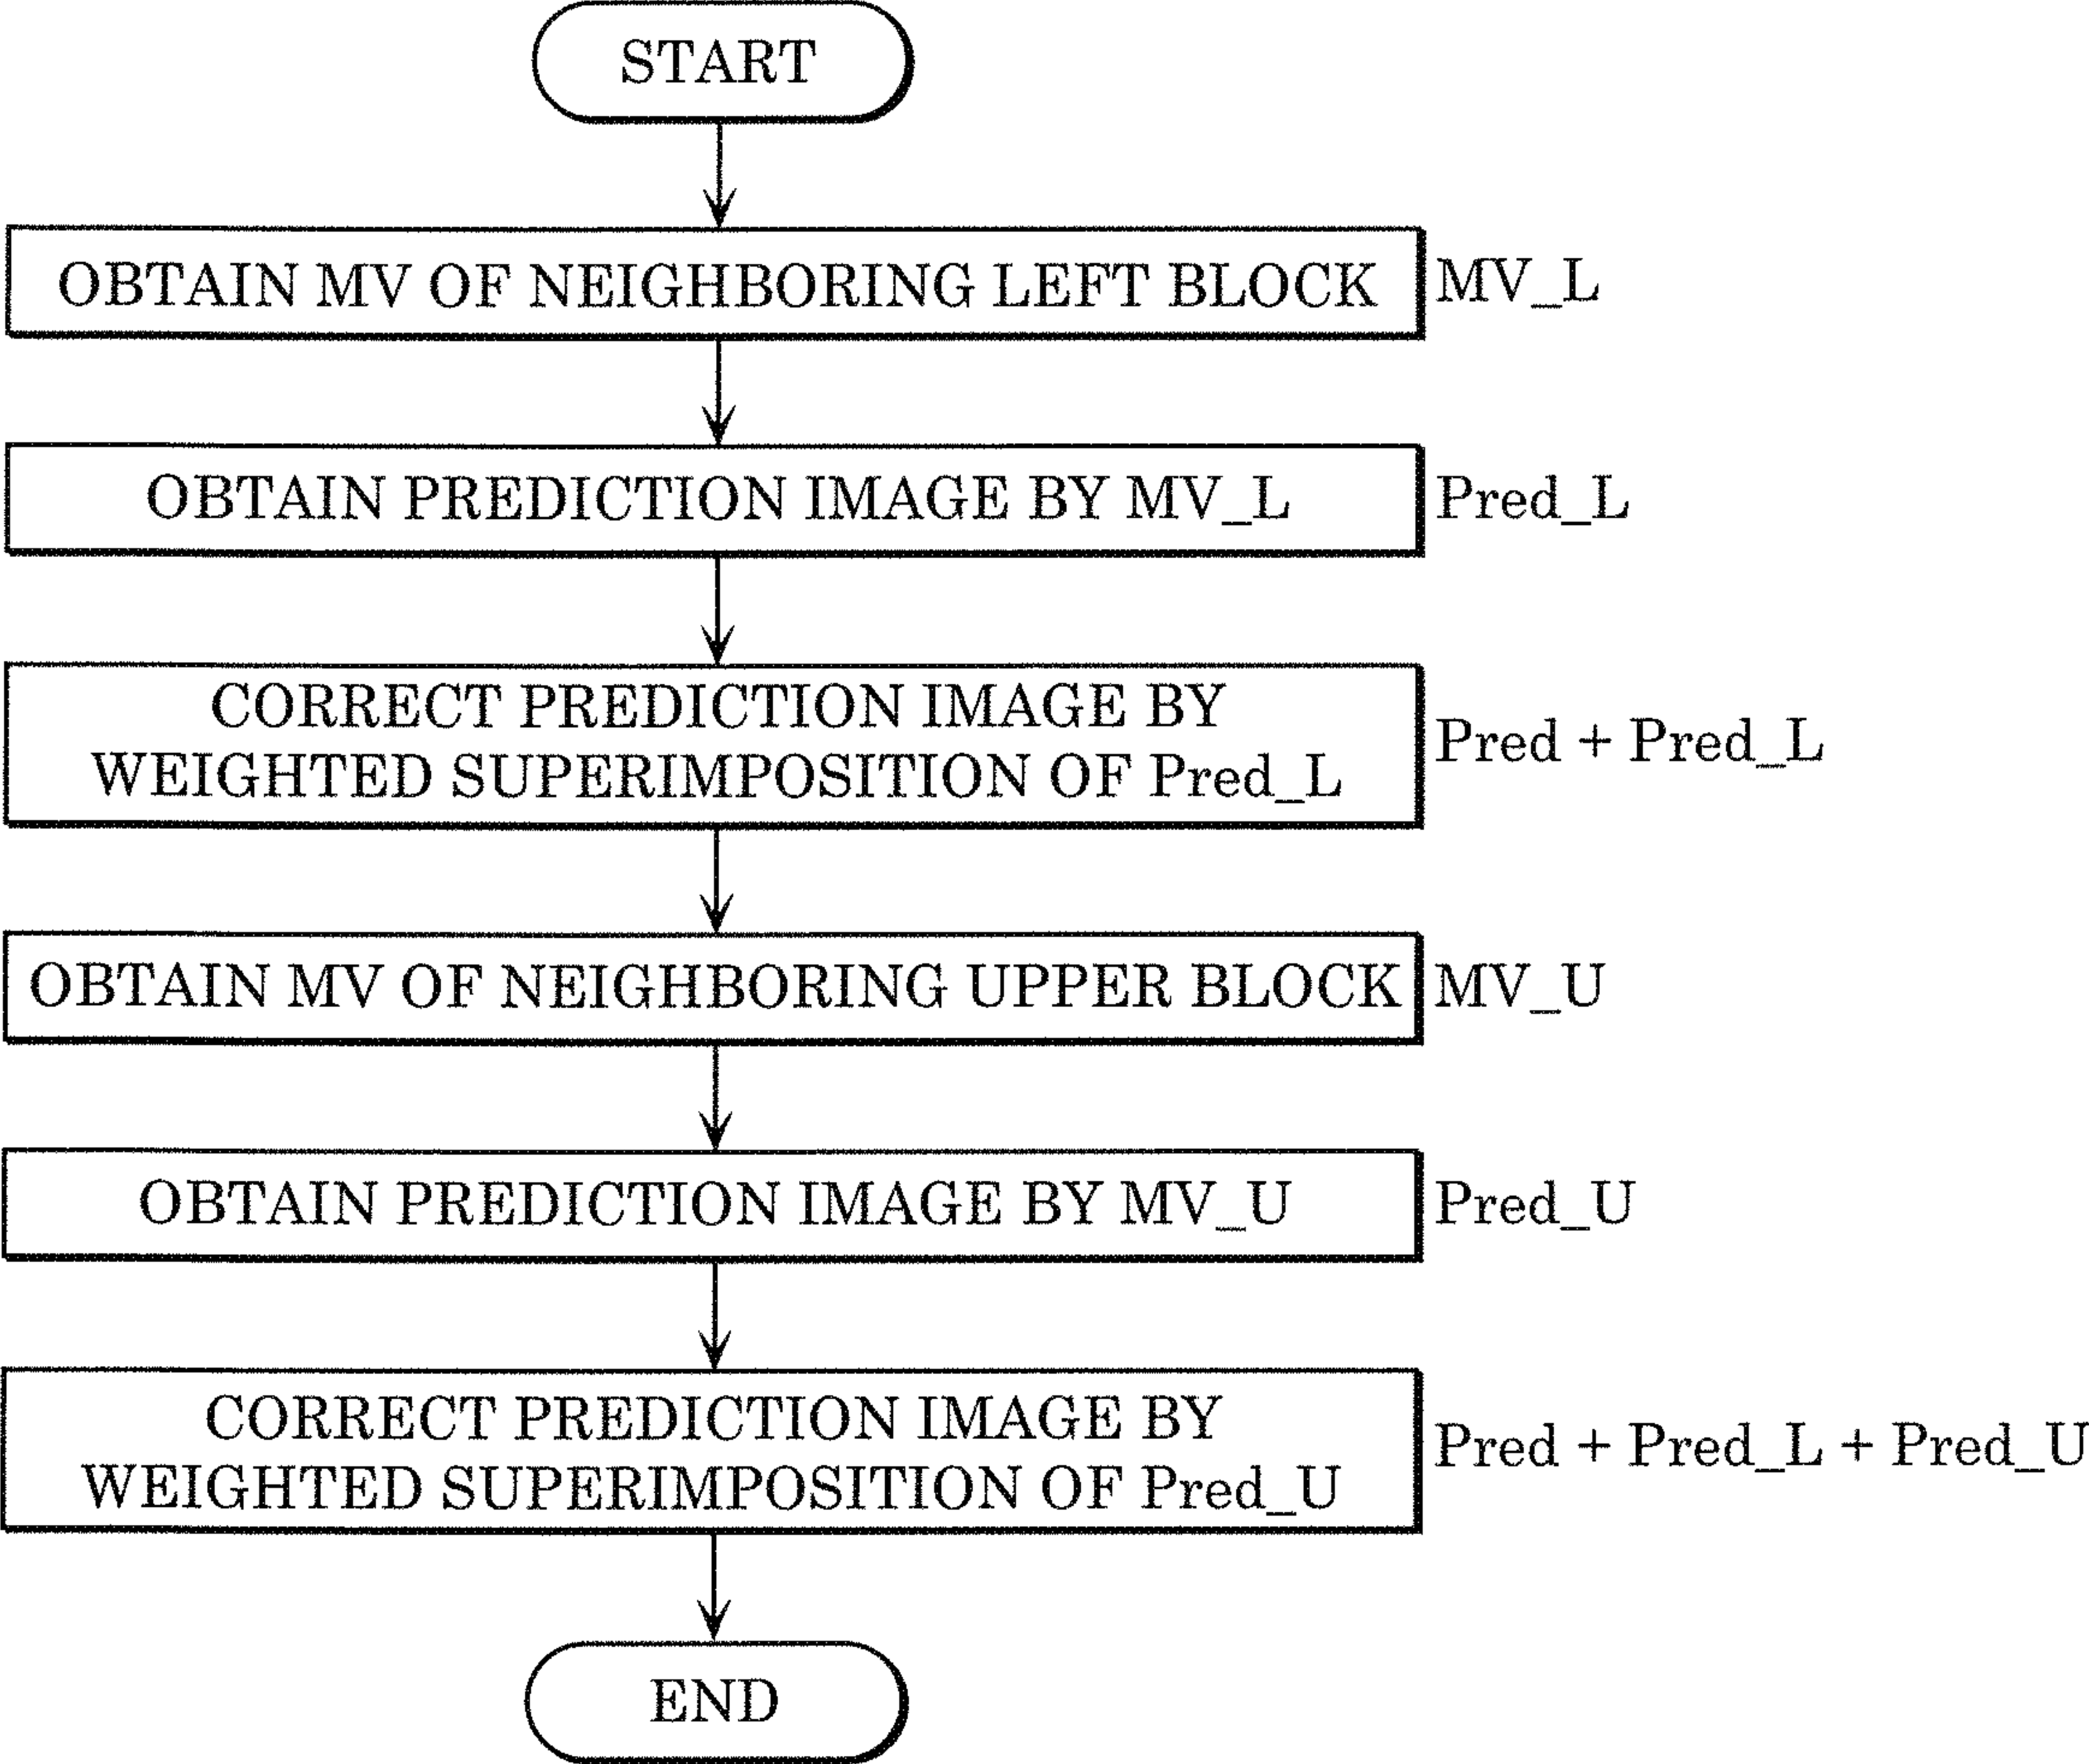 START
OBTAIN MV OF NEIGHBORING LEFT BLOCK
MV_L
OBTAIN PREDICTION IMAGE BY MV_L
Pred_L
CORRECT PREDICTION IMAGE BY
WEIGHTED SUPERIMPOSITION OF Pred_L
Pred + Pred_L
OBTAIN MV OF NEIGHBORING UPPER BLOCK
MV_U
OBTAIN PREDICTION IMAGE BY MV_U
Pred_U
CORRECT PREDICTION IMAGE BY
WEIGHTED SUPERIMPOSITION OF Pred_U
Pred + Pred_L + Pred_U
END